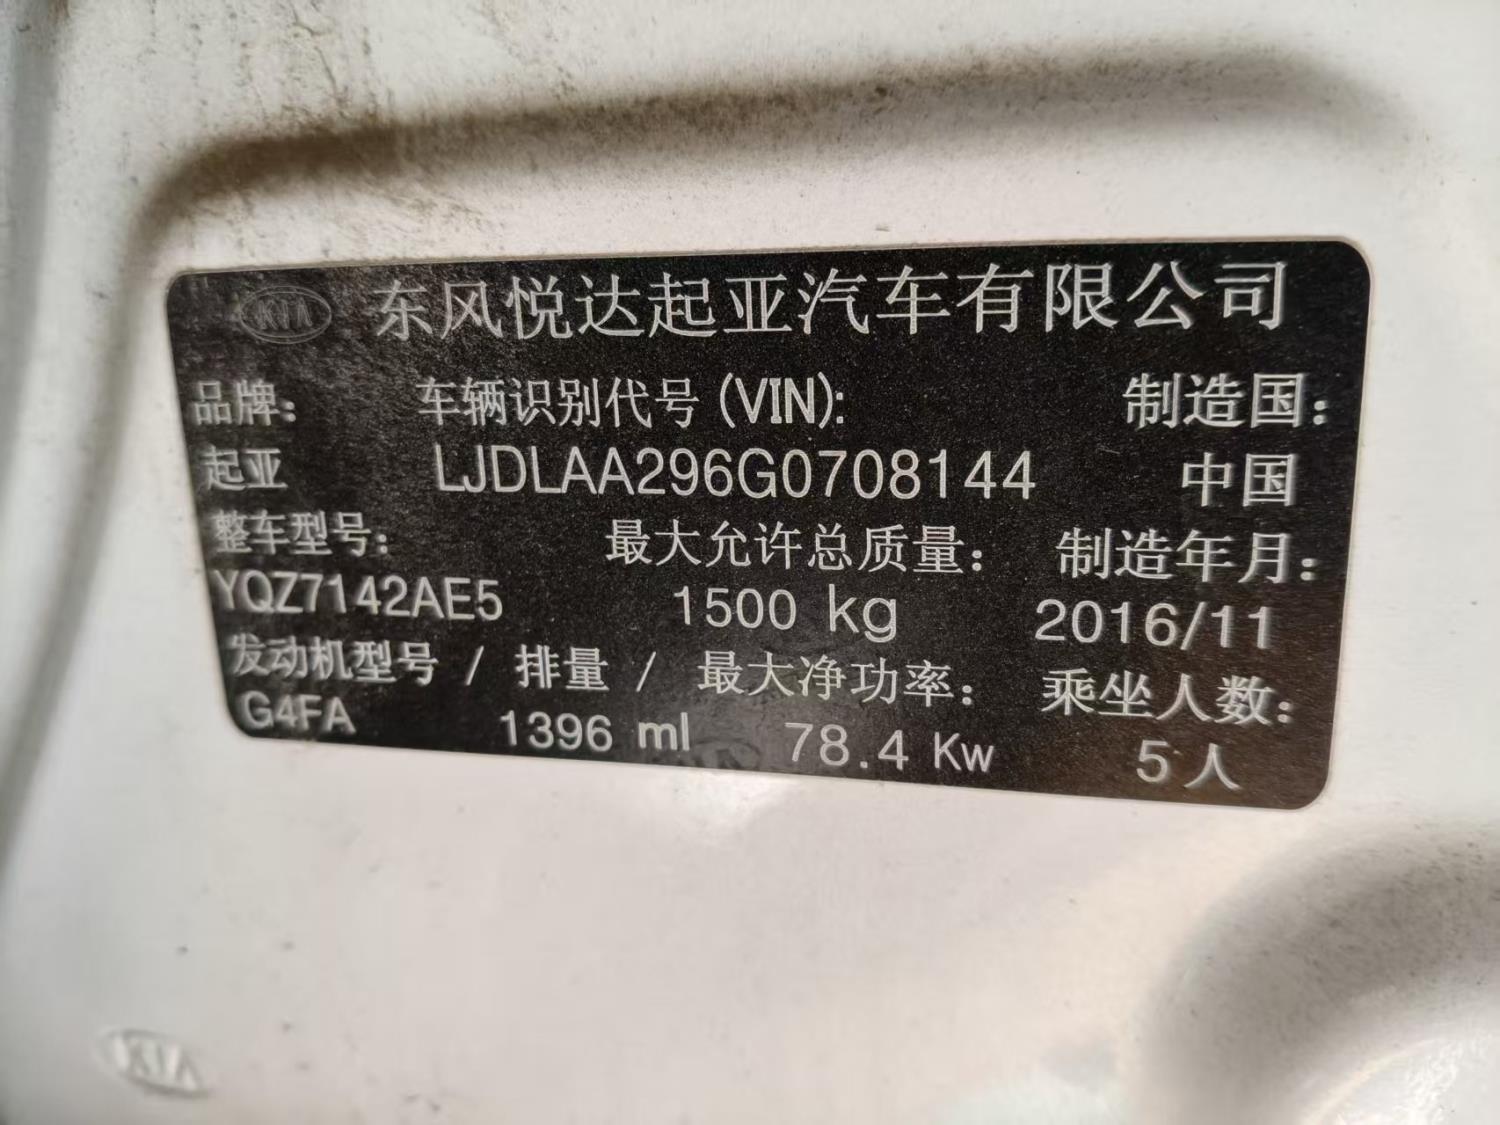 KIA 东风悦达起亚汽车有限公司
品牌： 车辆识别代号 (VIN): 制造国：
起亚 LJDLAA296G0708144 中国
整车型号： 最大允许总质量： 制造年月：
YQZ7142AE5 1500 kg 2016/11
发动机型号 / 排量 / 最大净功率： 乘坐人数：
G4FA 1396 ml 78.4 Kw 5 人
KIA